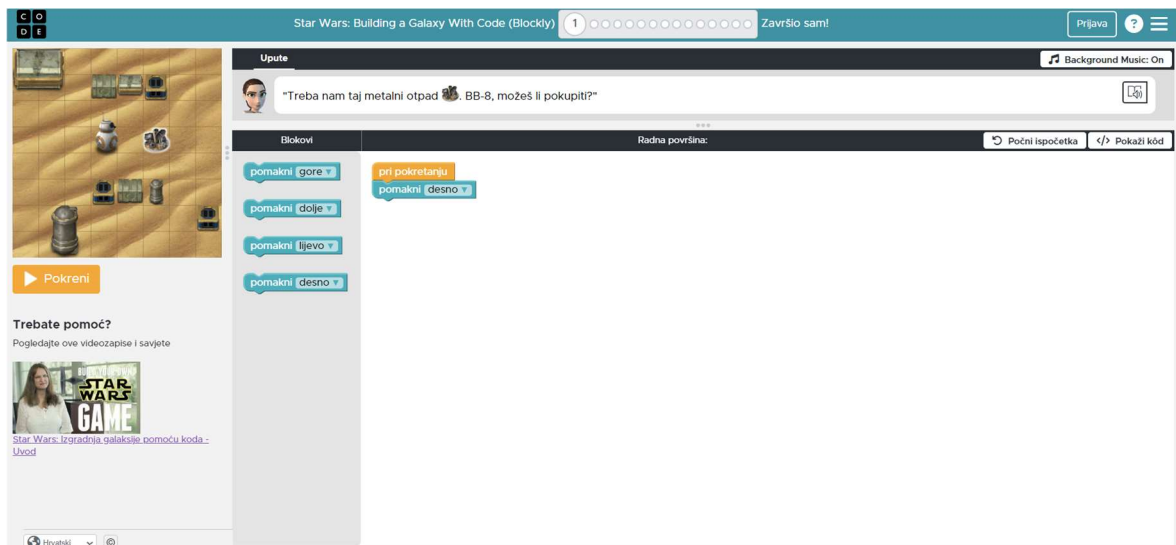 C O
D E
Star Wars: Building a Galaxy With Code (Blockly)
1
Završio sam!
Prijava
?
Upute
Background Music: On
"Treba nam taj metalni otpad . BB-8, možeš li pokupiti?"
Blokovi
Radna površina:
Počni ispočetka
</> Pokaži kôd
pomakni gore
pomakni dolje
pomakni lijevo
pomakni desno
pri pokretanju
pomakni desno
Pokreni
Trebate pomoć?
Pogledajte ove videozapise i savjete
BUILD YOUR OWN
STAR
WARS
GAME
Star Wars: Izgradnja galaksije pomoću koda -
Uvod
Hrvatski
©